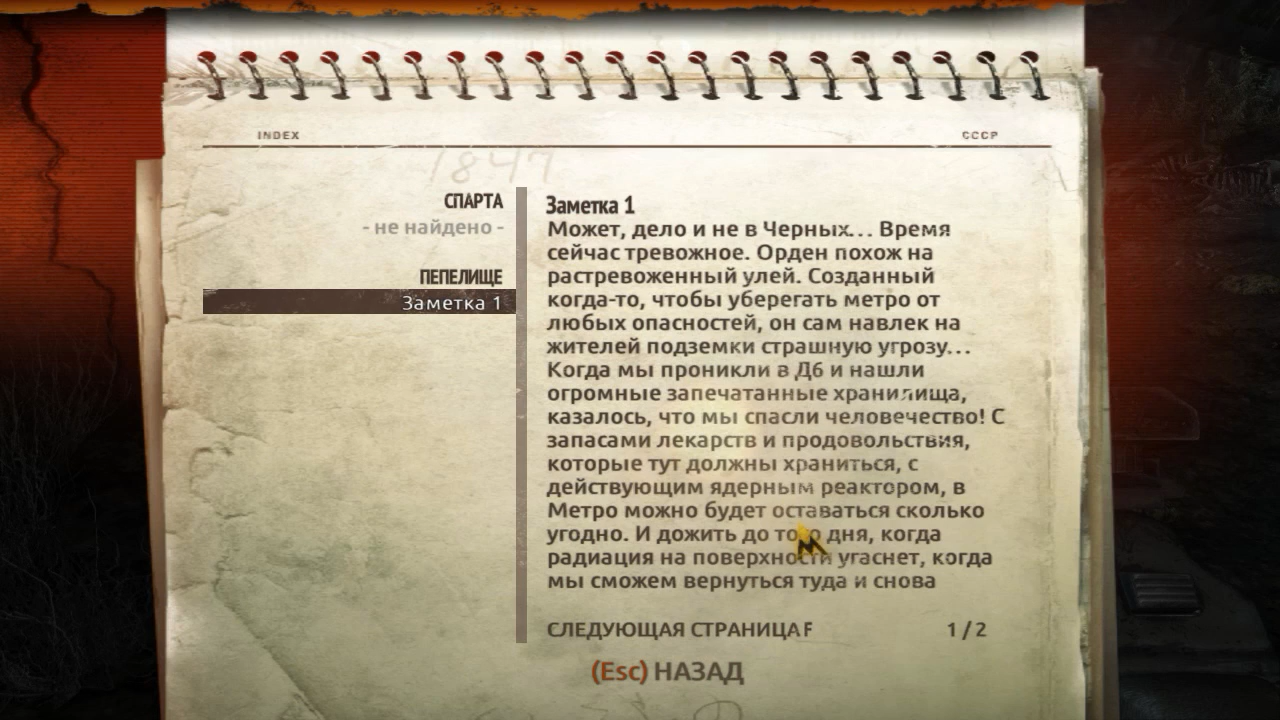 INDEX
СССР
1847
СПАРТА
- не найдено -
ПЕПЕЛИЩЕ
Заметка 1
Заметка 1
Может, дело и не в Черных... Время
сейчас тревожное. Орден похож на
растревоженный улей. Созданный
когда-то, чтобы уберегать метро от
любых опасностей, он сам навлек на
жителей подземки страшную угрозу...
Когда мы проникли в Д6 и нашли
огромные запечатанные хранилища,
казалось, что мы спасли человечество! С
запасами лекарств и продовольствия,
которые тут должны храниться, с
действующим ядерным реактором, в
Метро можно будет оставаться сколько
угодно. И дожить до того дня, когда
радиация на поверхности угаснет, когда
мы сможем вернуться туда и снова
СЛЕДУЮЩАЯ СТРАНИЦА F
1 / 2
(Esc) НАЗАД